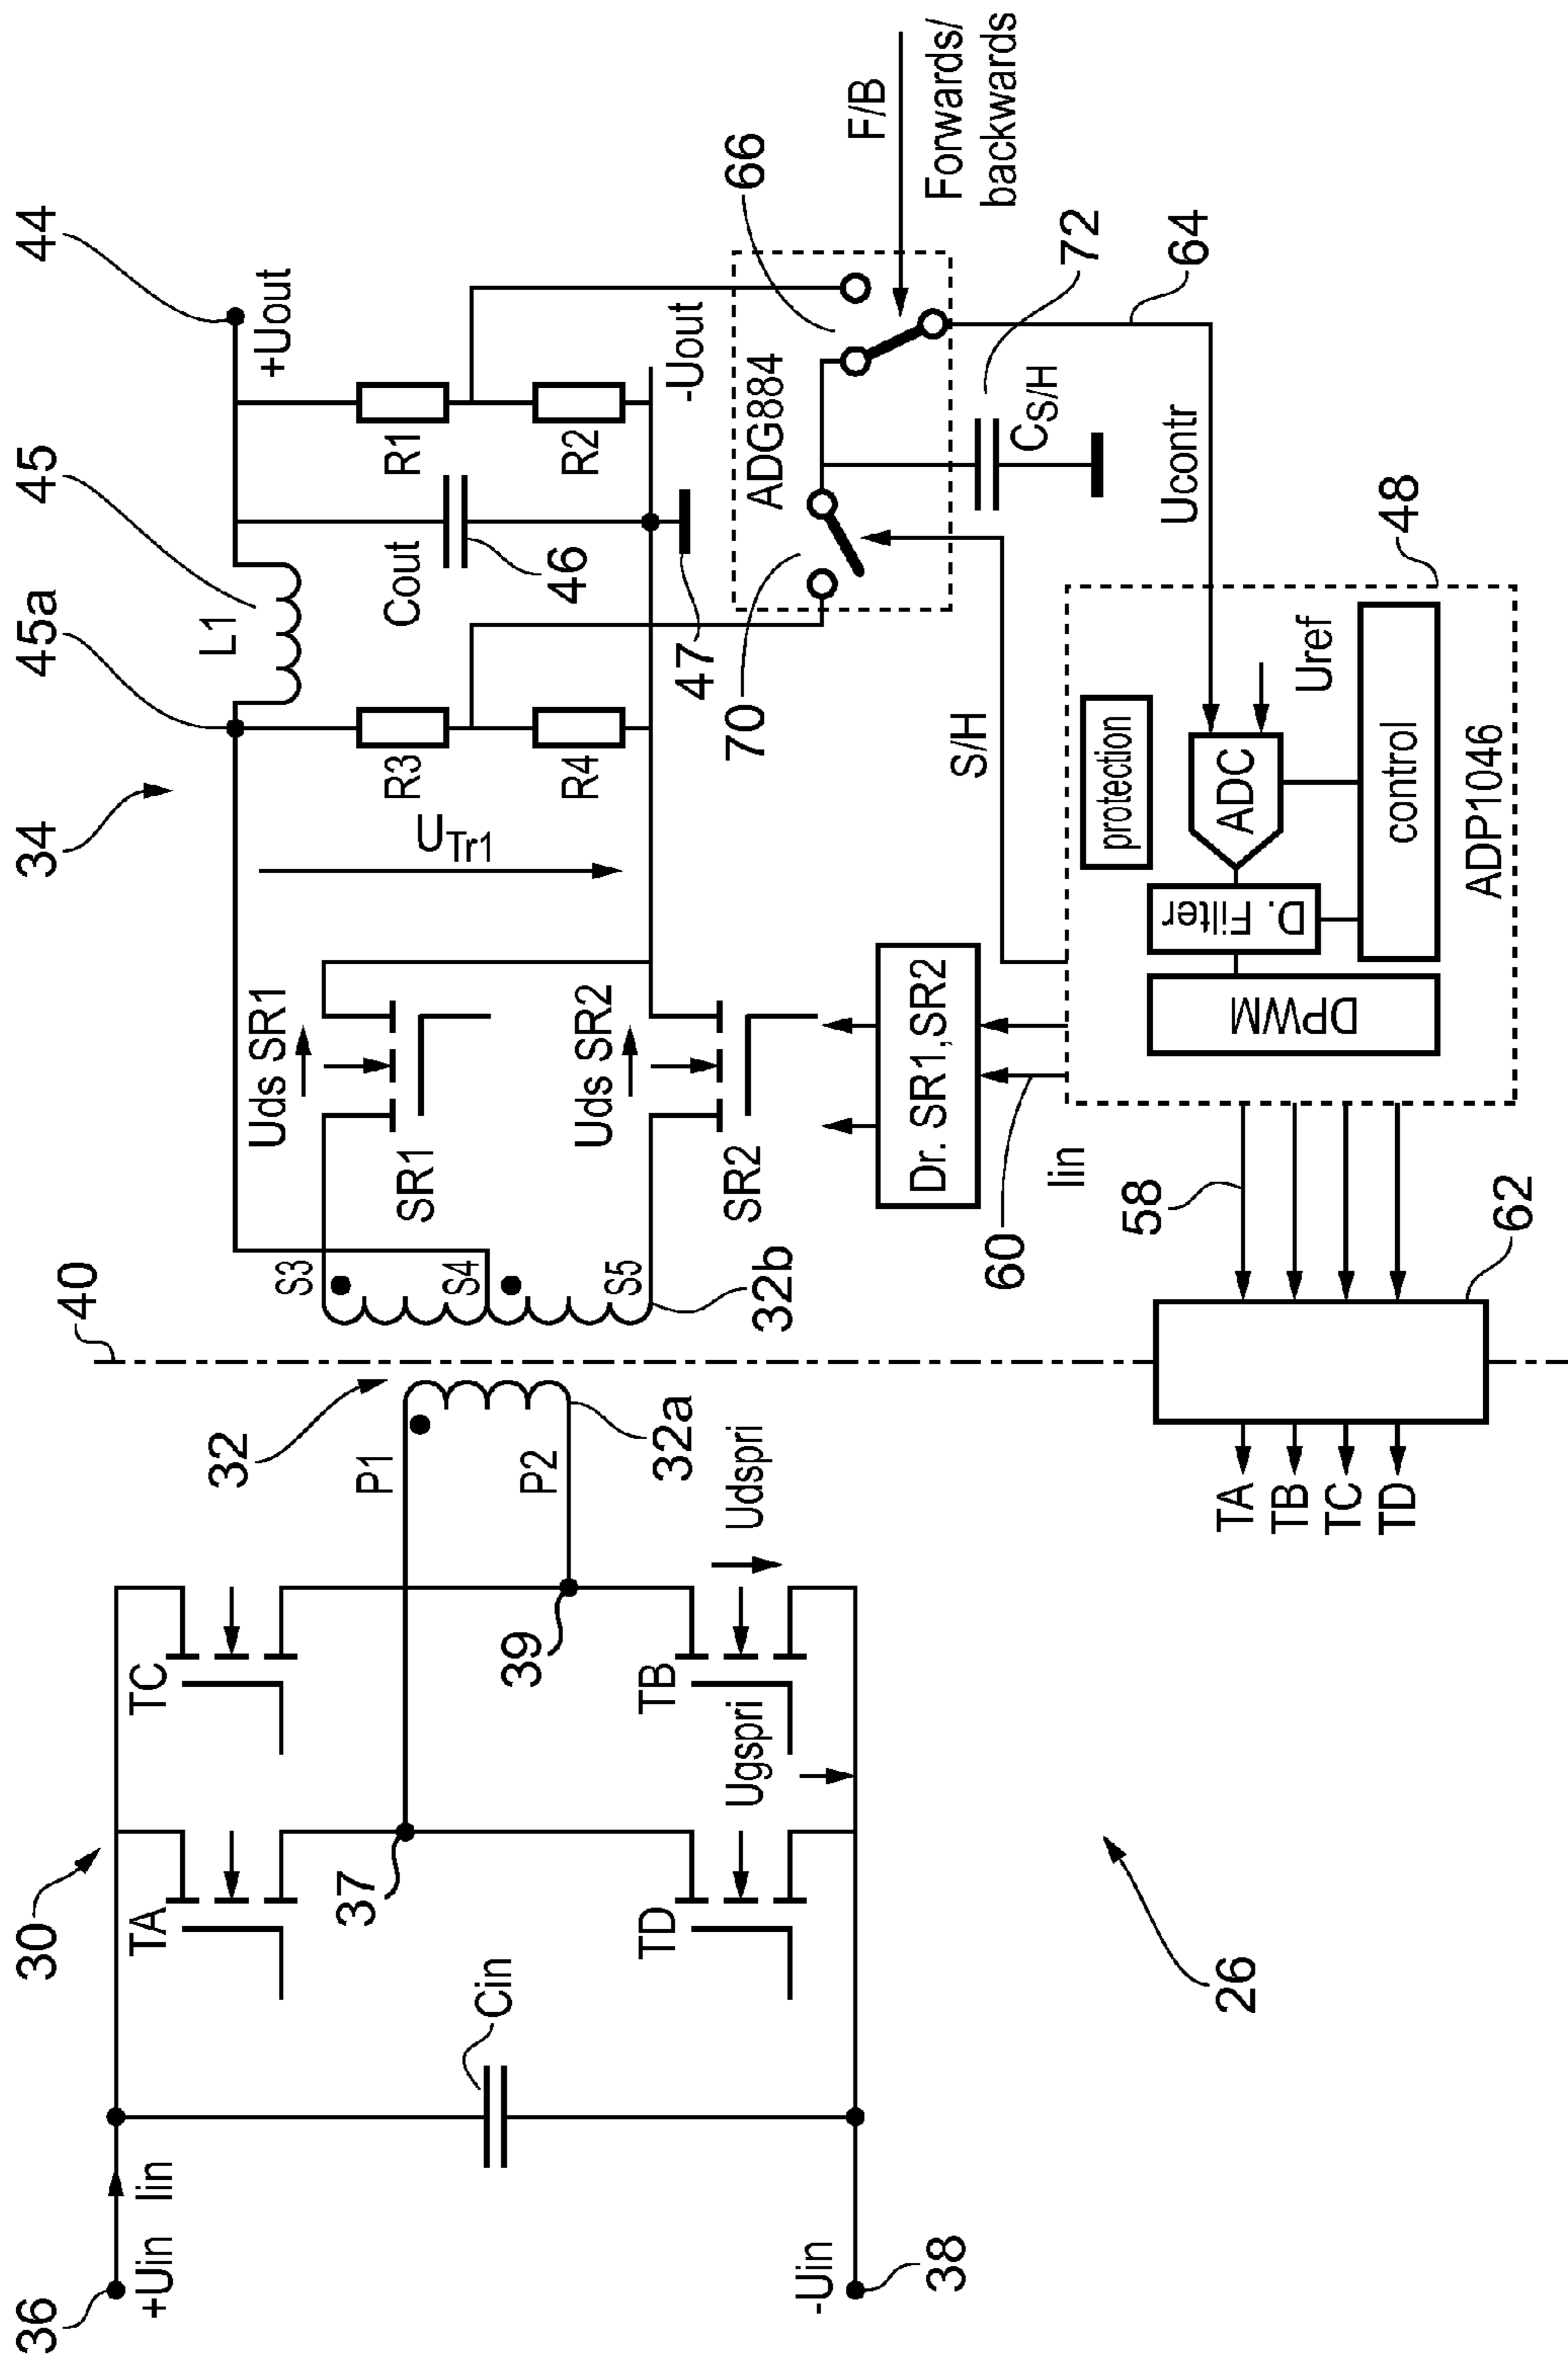 36
+Uin
Iin
-Uin
38
30
TA
TC
37
39
TD
TB
Cin
Ugspri
Udspri
26
32
P1
P2
32a
40
S3
S4
S5
32b
34
45a
45
44
L1
+Uout
Uds SR1
SR1
Uds SR2
SR2
UTr1
R3
R4
Cout
46
47
R1
R2
-Uout
ADG884
66
70
F/B
Forwards/
backwards
72
CS/H
64
S/H
Ucontr
Dr. SR1,SR2
60
Iin
58
62
TA
TB
TC
TD
48
protection
ADC
Uref
D. Filter
DPWM
control
ADP1046